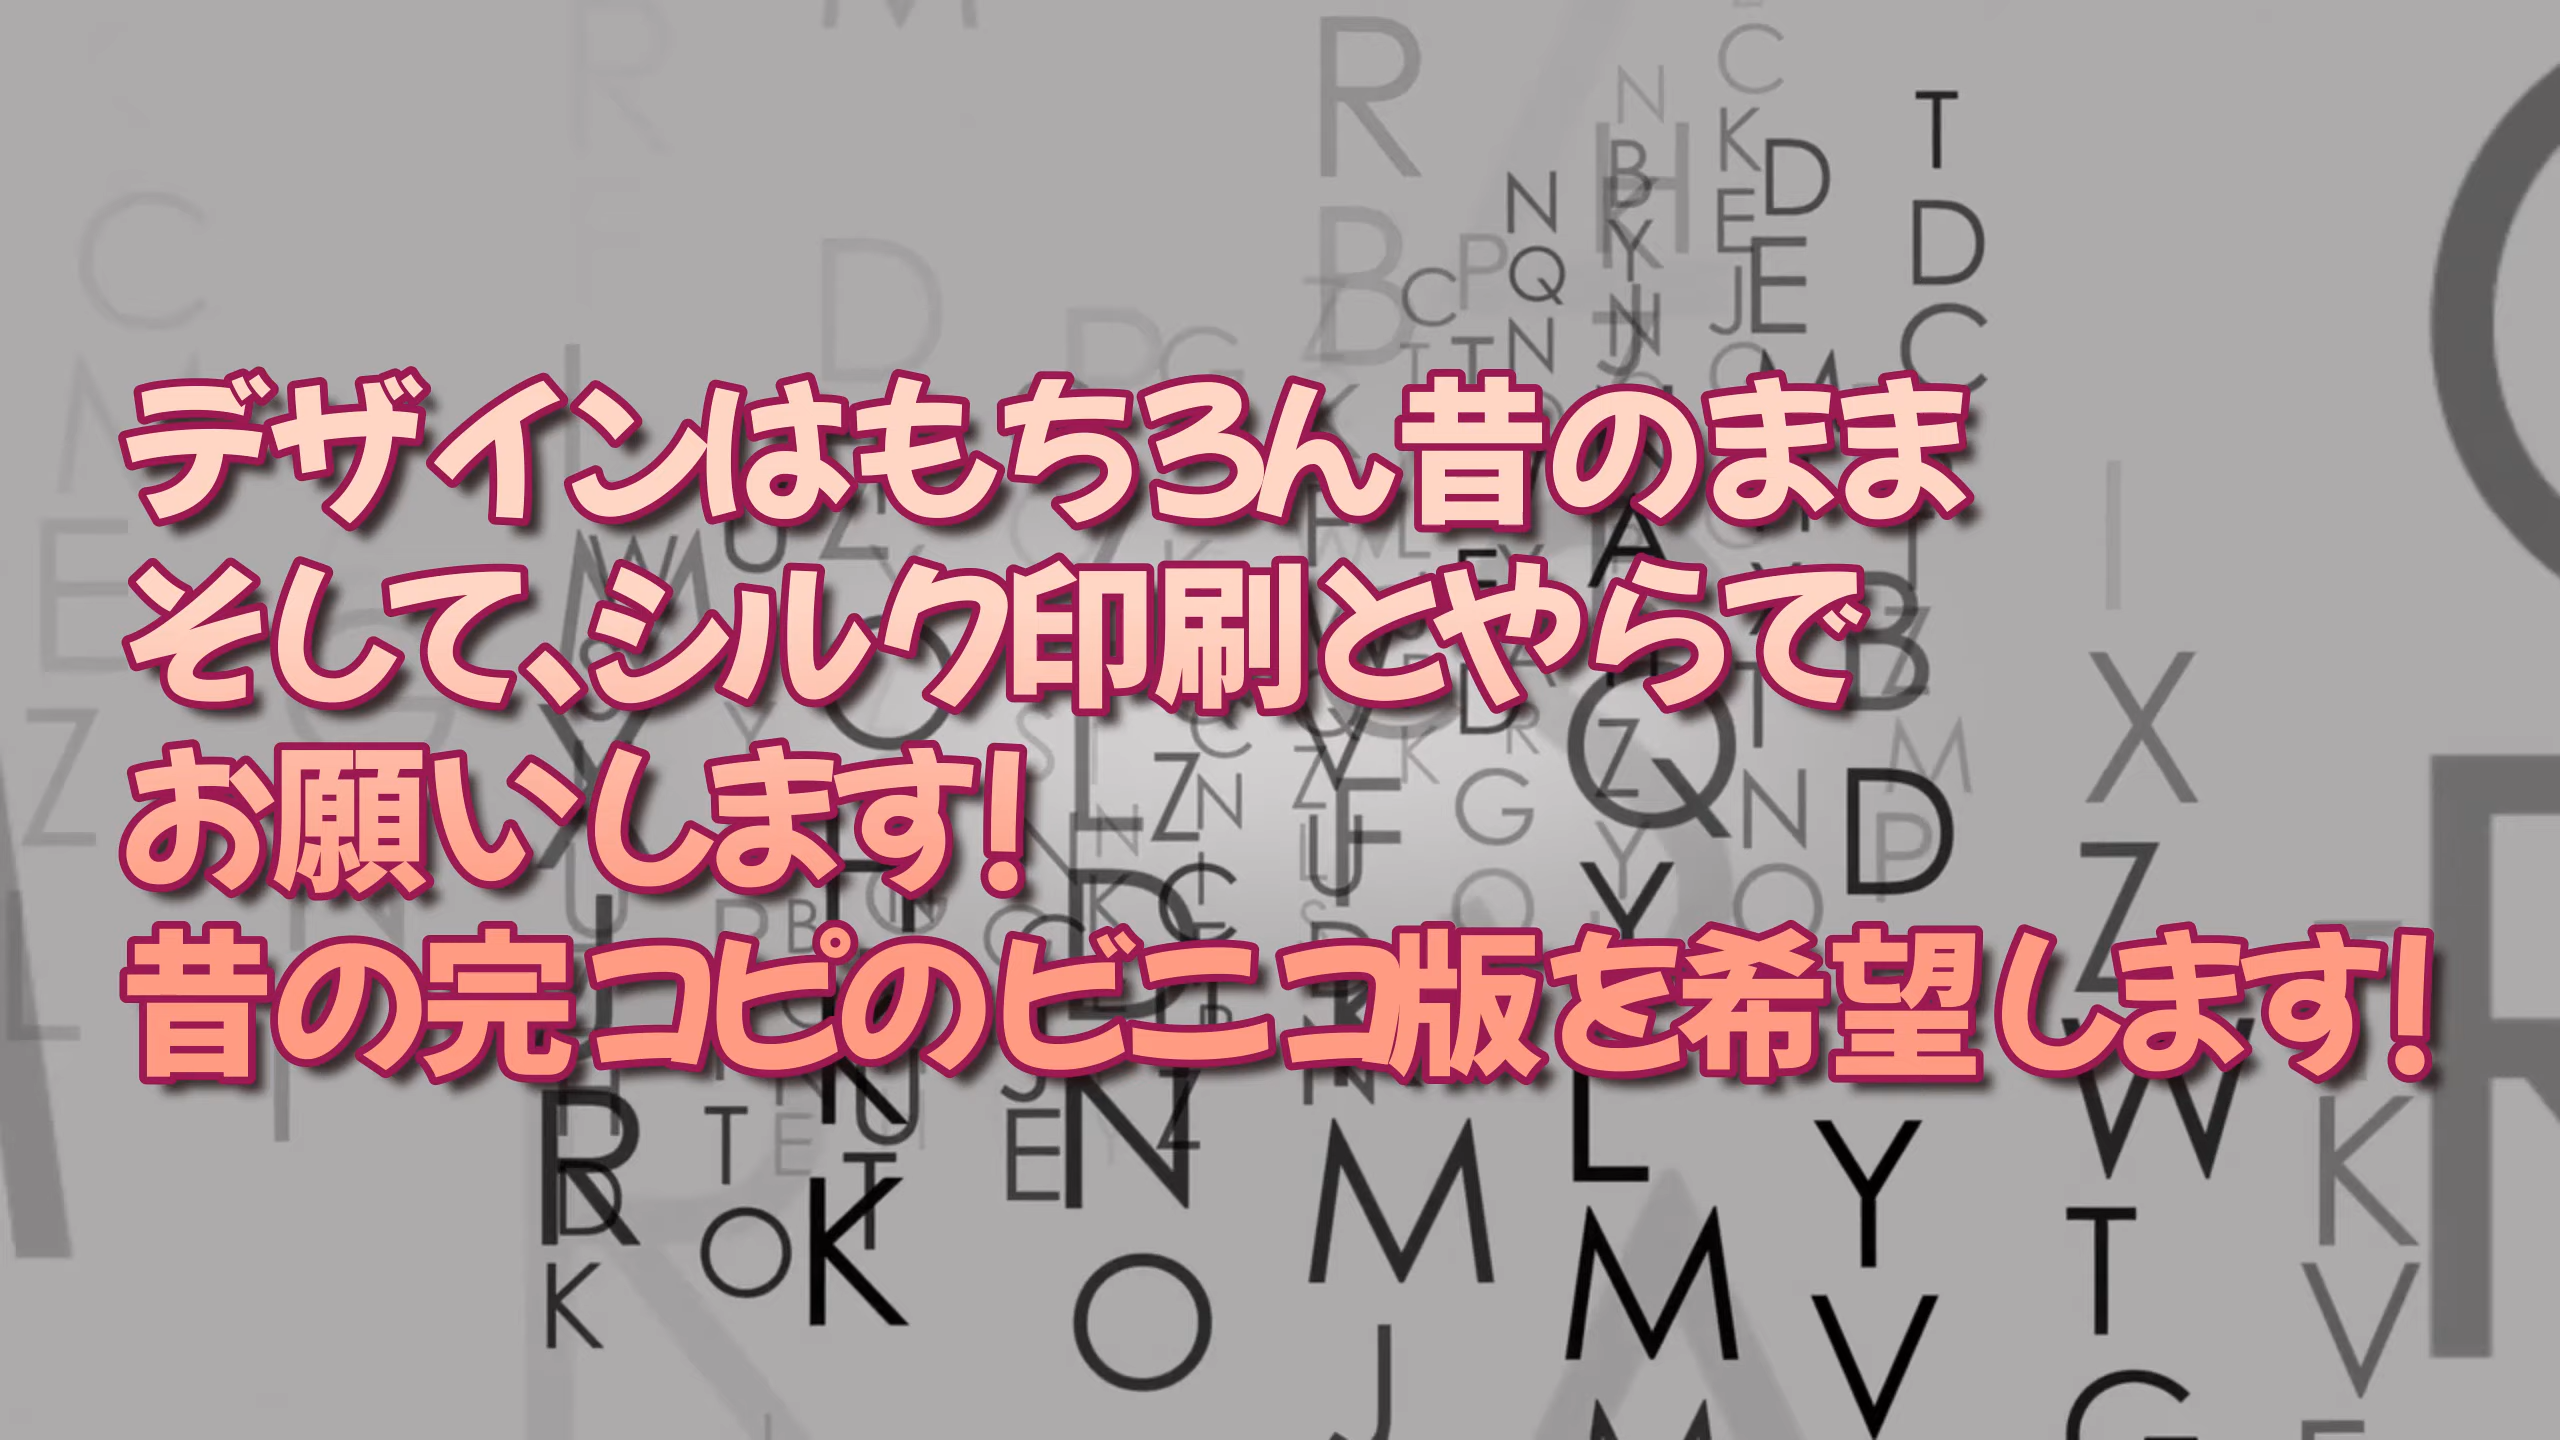 デザインはもちろん昔のまま
そして、シルク印刷とやらで
お願いします!
昔の完コピのビニコ版を希望します!